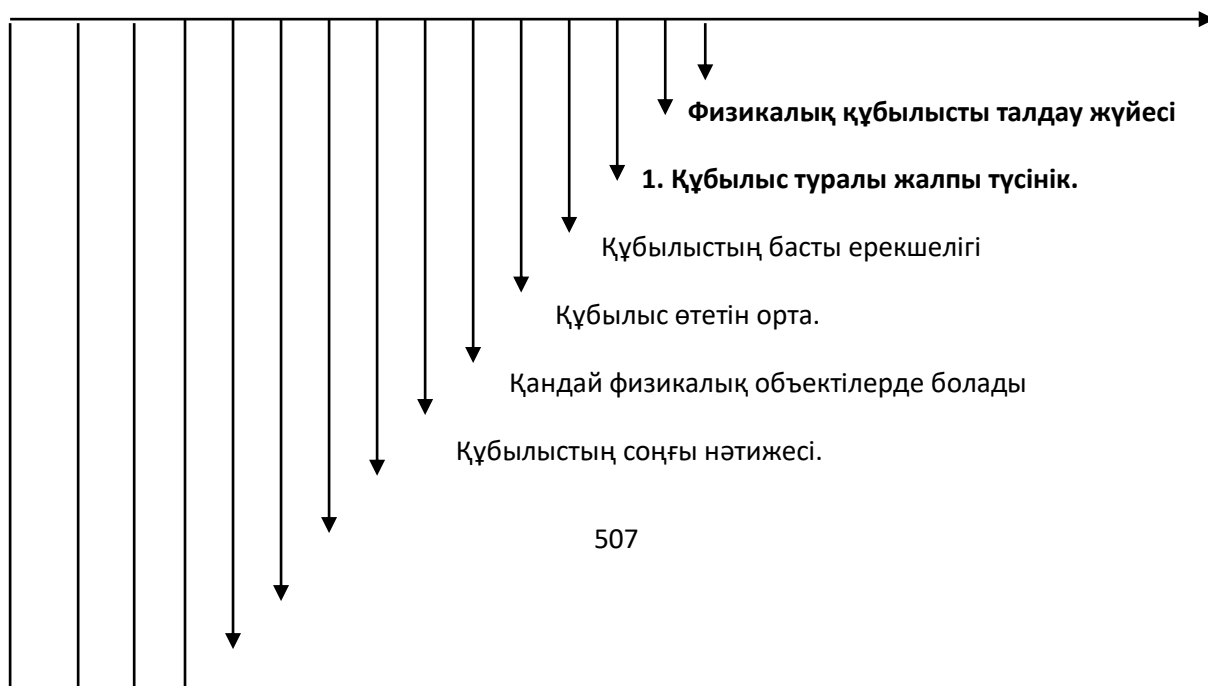 Физикалық құбылысты талдау жүйесі
1. Құбылыс туралы жалпы түсінік.
Құбылыстың басты ерекшелігі
Құбылыс өтетін орта.
Қандай физикалық объектілерде болады
Құбылыстың соңғы нәтижесі.
507